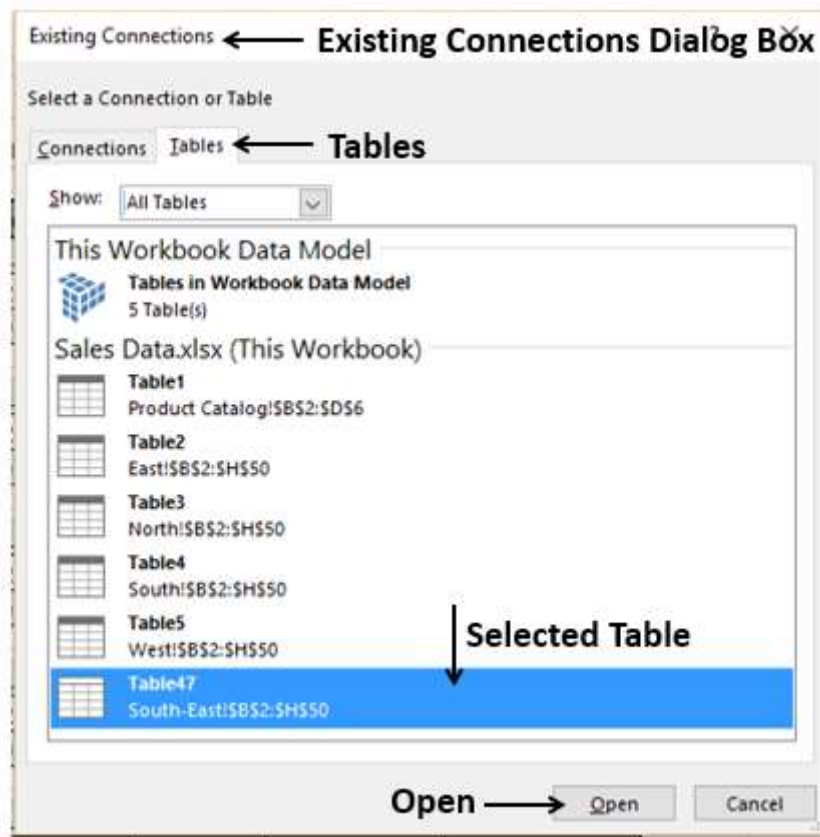 Existing Connections Existing Connections Dialog Box
?
Select a Connection or Table
Connections Tables Tables
Show: All Tables
This Workbook Data Model
Tables in Workbook Data Model
5 Table(s)
Sales Data.xlsx (This Workbook)
Table1
Product Catalog!$B$2:$D$6
Table2
East!$B$2:$H$50
Table3
North!$B$2:$H$50
Table4
South!$B$2:$H$50
Table5
West!$B$2:$H$50
Selected Table
Table47
South-East!$B$2:$H$50
Open Open Cancel